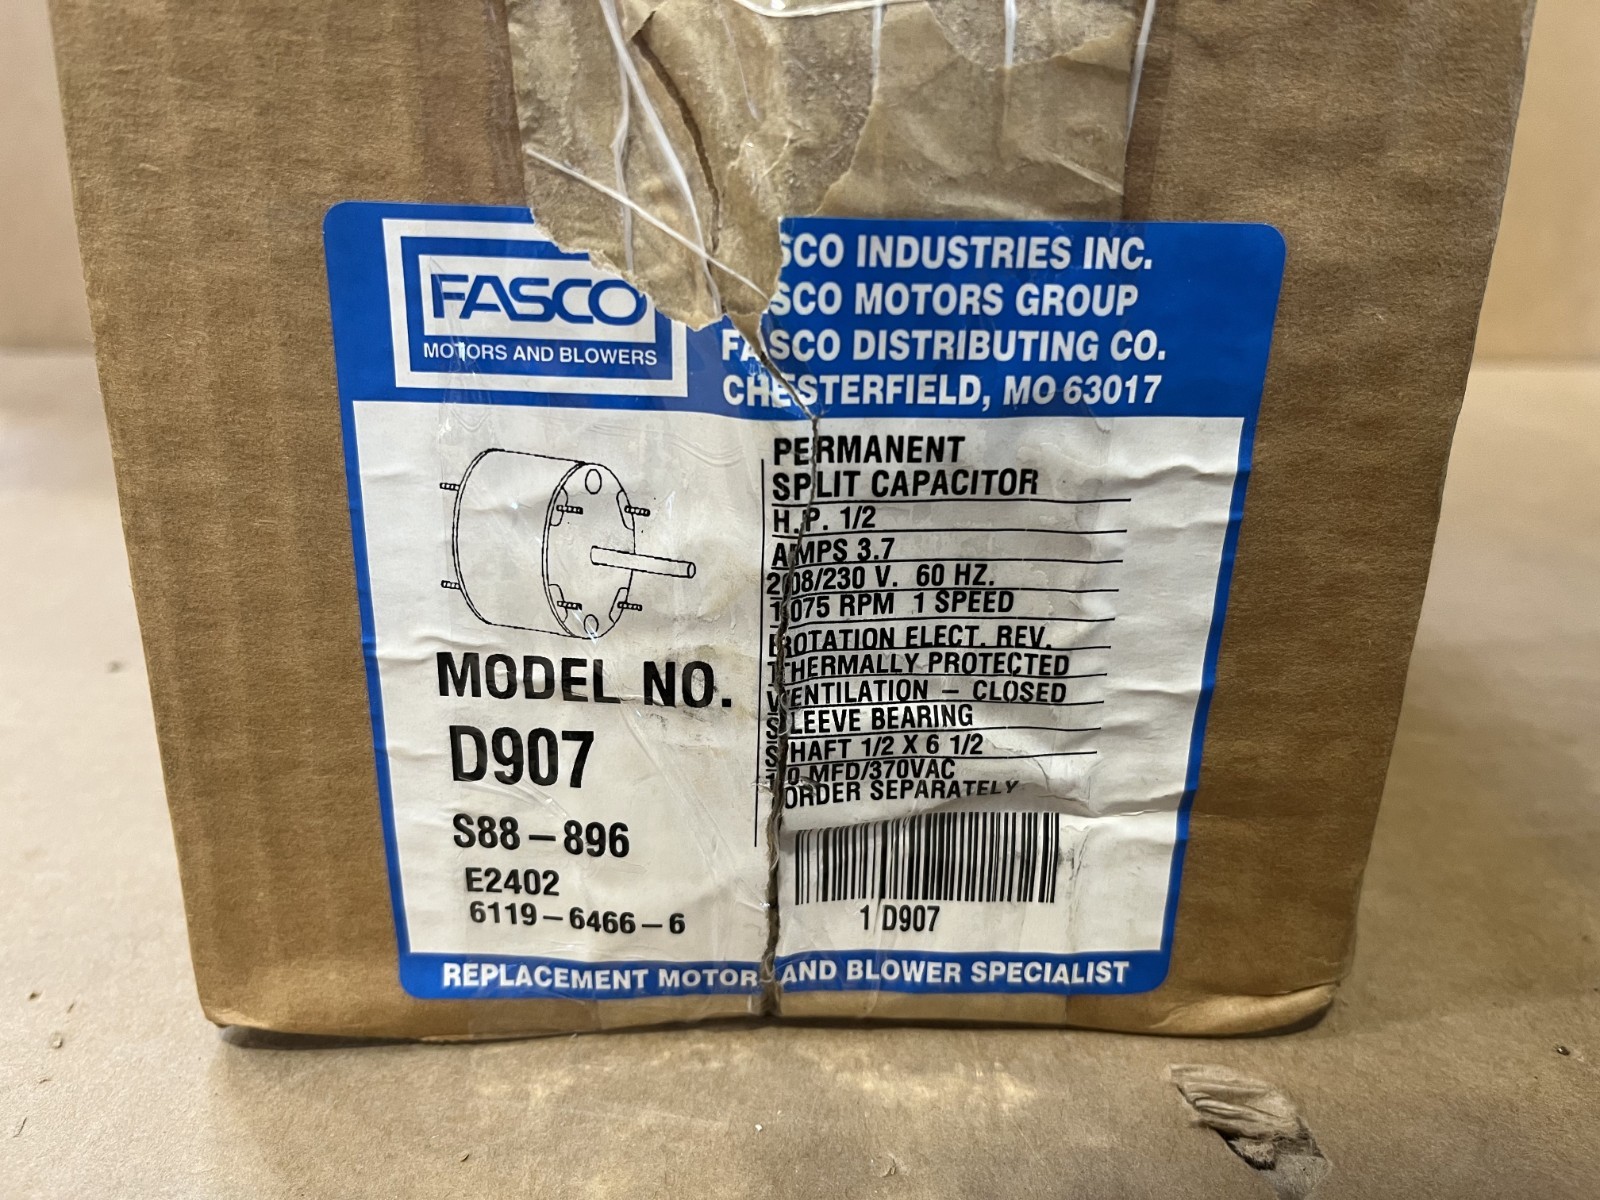 FASCO
MOTORS AND BLOWERS
SCO INDUSTRIES INC.
SCO MOTORS GROUP
FASCO DISTRIBUTING CO.
CHESTERFIELD, MO 63017
PERMANENT
SPLIT CAPACITOR
H.P. 1/2
AMPS 3.7
208/230 V. 60 HZ.
1075 RPM 1 SPEED
ROTATION ELECT. REV.
THERMALLY PROTECTED
VENTILATION – CLOSED
SLEEVE BEARING
SHAFT 1/2 X 6 1/2
MFD/370VAC
ORDER SEPARATELY
MODEL NO.
D907
S88–896
E2402
6119–6466–6
1 D907
REPLACEMENT MOTOR AND BLOWER SPECIALIST